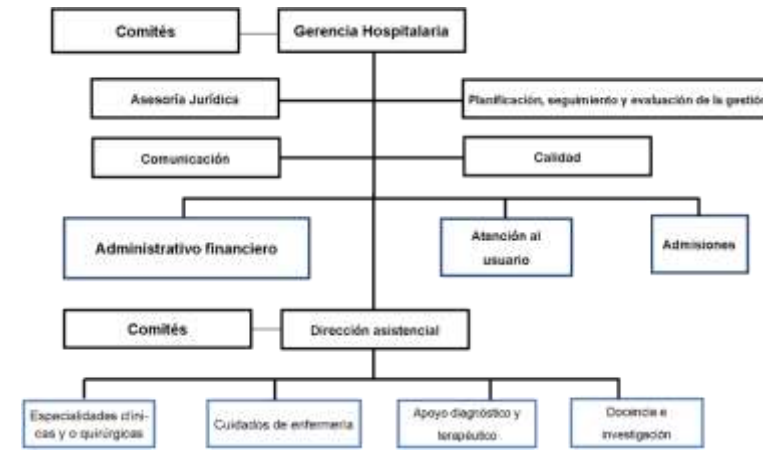 Comités
Gerencia Hospitalaria
Asesoría Jurídica
Planificación, seguimiento y evaluación de la gestión
Comunicación
Calidad
Administrativo financiero
Atención al
usuario
Admisiones
Comités
Dirección asistencial
Especialidades clíni-
cas y o quirúrgicas
Cuidados de enfermería
Apoyo diagnóstico y
terapéutico
Docencia e
investigación